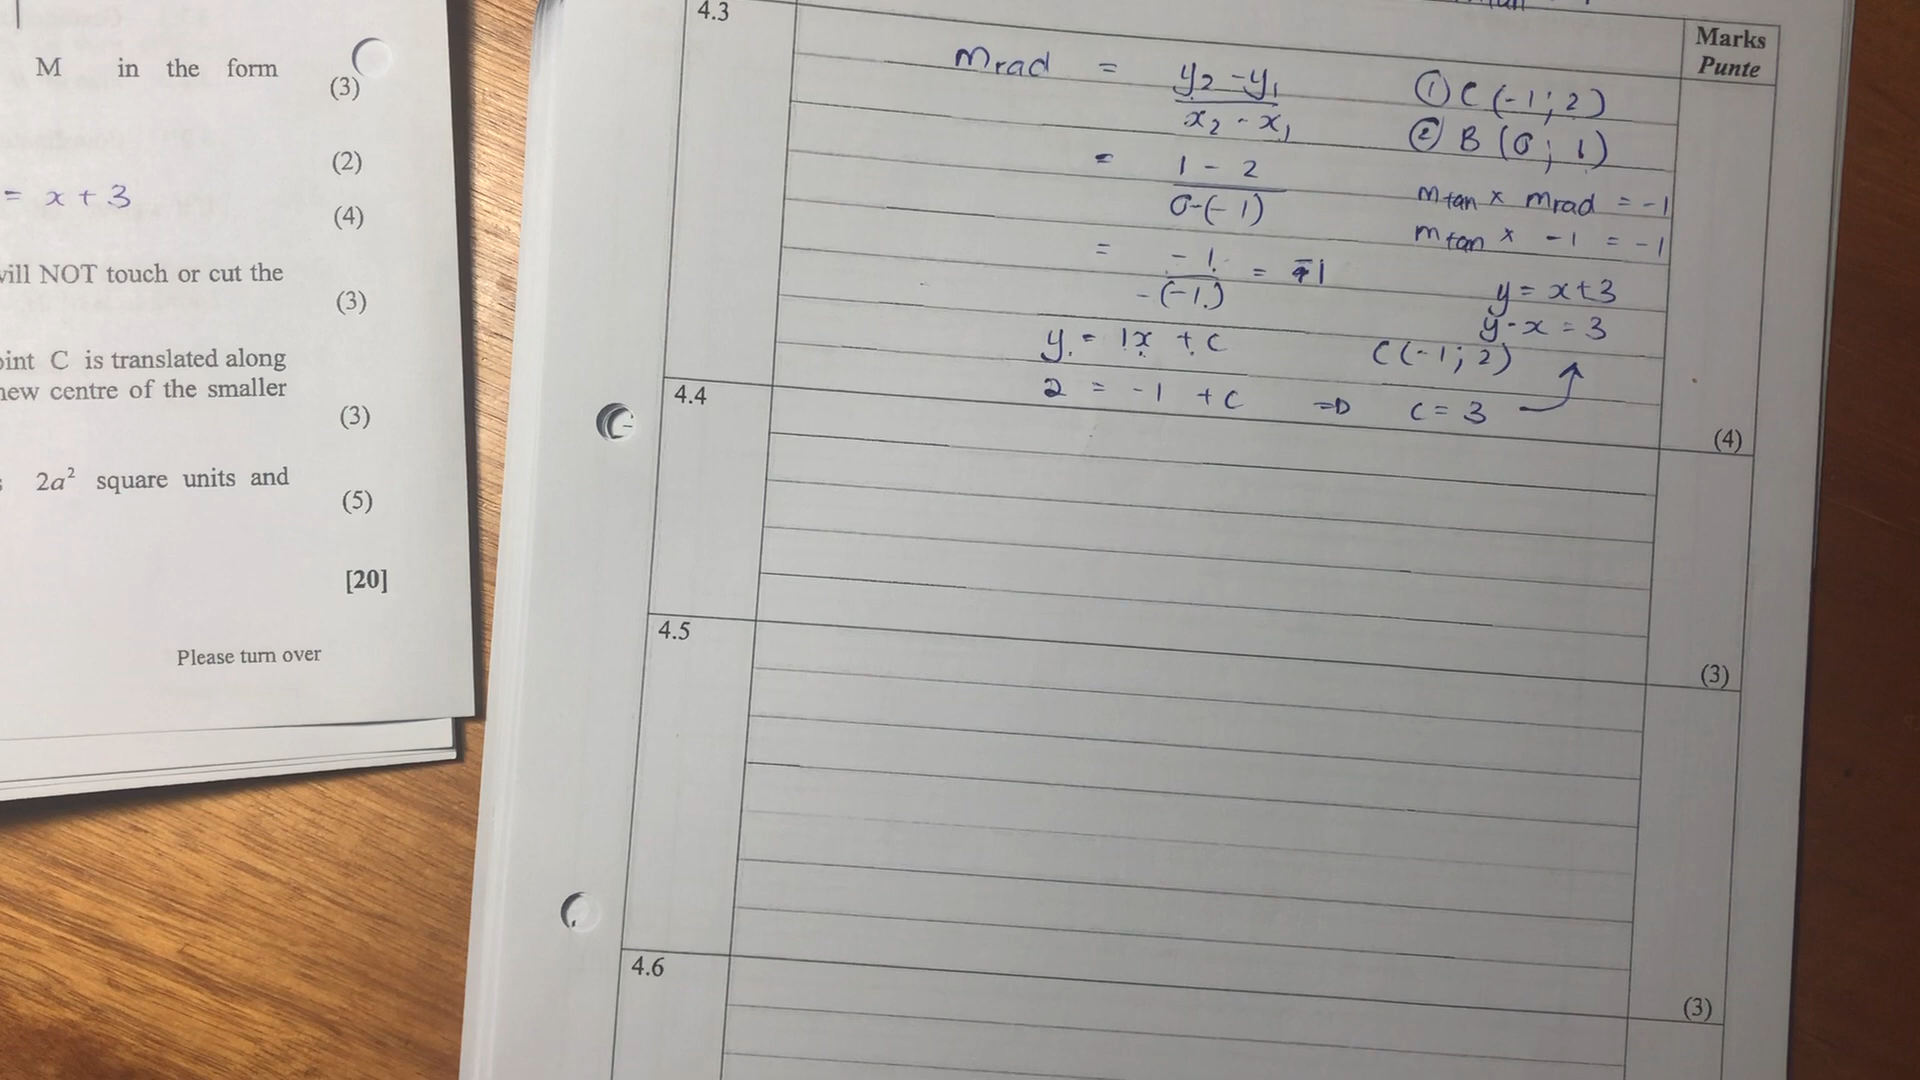 M in the form
(3)
(2)
= x + 3
(4)
will NOT touch or cut the
(3)
oint C is translated along
new centre of the smaller
(3)
2a² square units and
(5)
[20]
Please turn over
4.3
Marks
Punte
mrad = y2 - y1 / x2 - x1
① C (-1; 2)
② B (0; 1)
= 1 - 2 / 0-(-1)
mtan × mrad = -1
mtan × -1 = -1
= -1 / -(-1) = -1
y = x+3
y-x = 3
y = 1x + c
C (-1; 2)
2 = -1 + c ⇒ c = 3
(4)
4.4
(3)
4.5
(3)
4.6